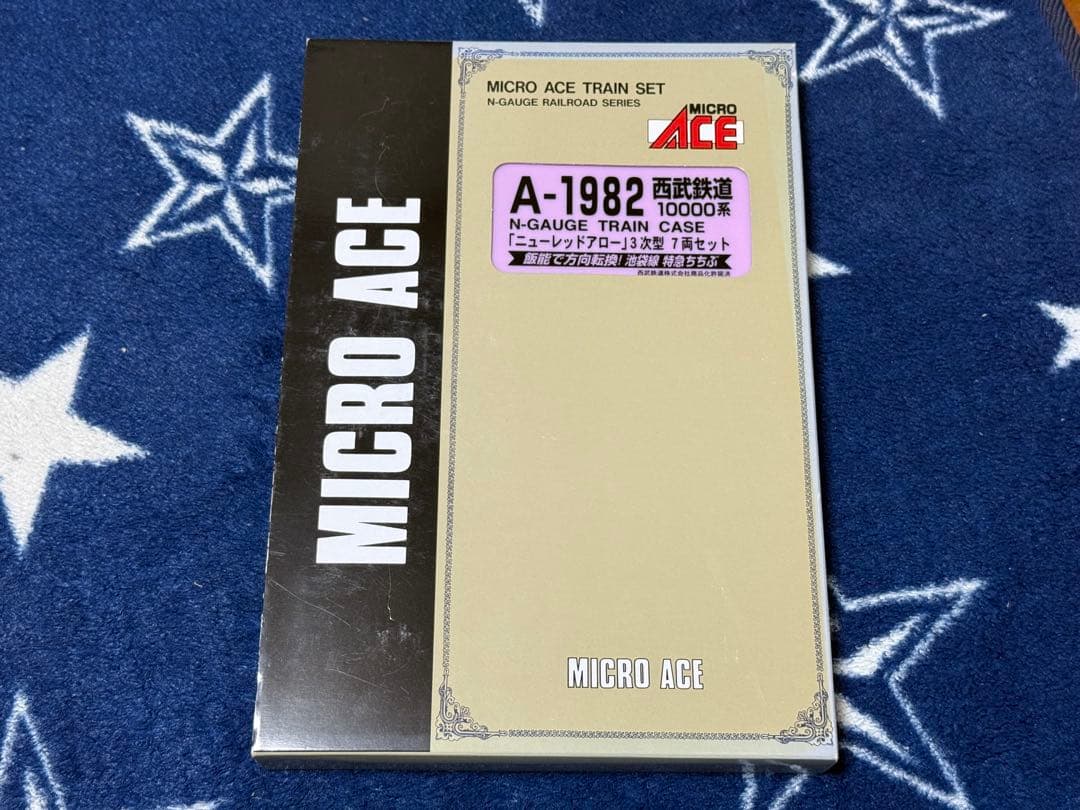 MICRO ACE
MICRO ACE TRAIN SET
N-GAUGE RAILROAD SERIES
MICRO
ACE
A-1982 西武鉄道
10000系
N-GAUGE TRAIN CASE
「ニューレッドアロー」3次型 7両セット
飯能で方向転換! 池袋線 特急ちちぶ
西武鉄道株式会社商品化許諾済
MICRO ACE